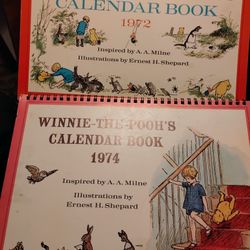 CALENDAR BOOK
1972
Inspired by A. A. Milne
Illustrations by Ernest H. Shepard
WINNIE-THE-POOH'S
CALENDAR BOOK
1974
Inspired by A. A. Milne
Illustrations by
Ernest H. Shepard